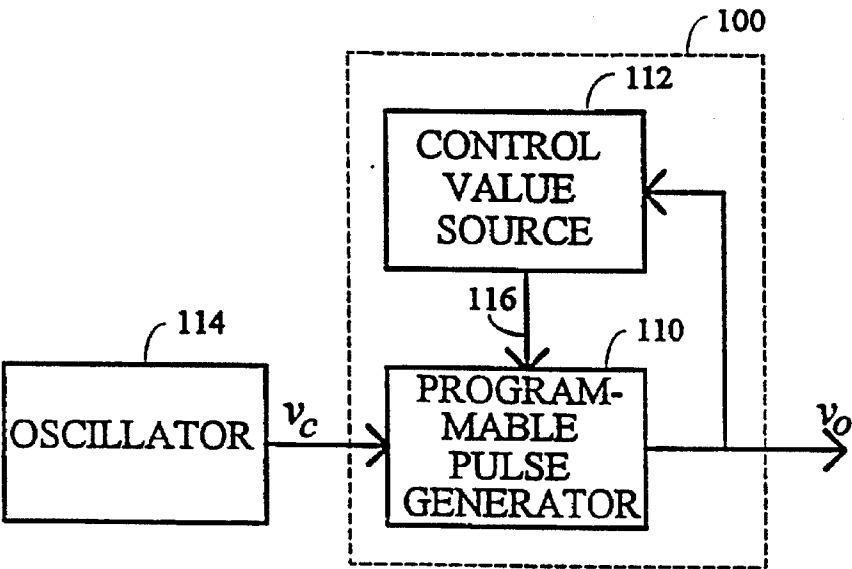 100
112
CONTROL
VALUE
SOURCE
116
114
110
OSCILLATOR
v_c
PROGRAM-
MABLE
PULSE
GENERATOR
v_o